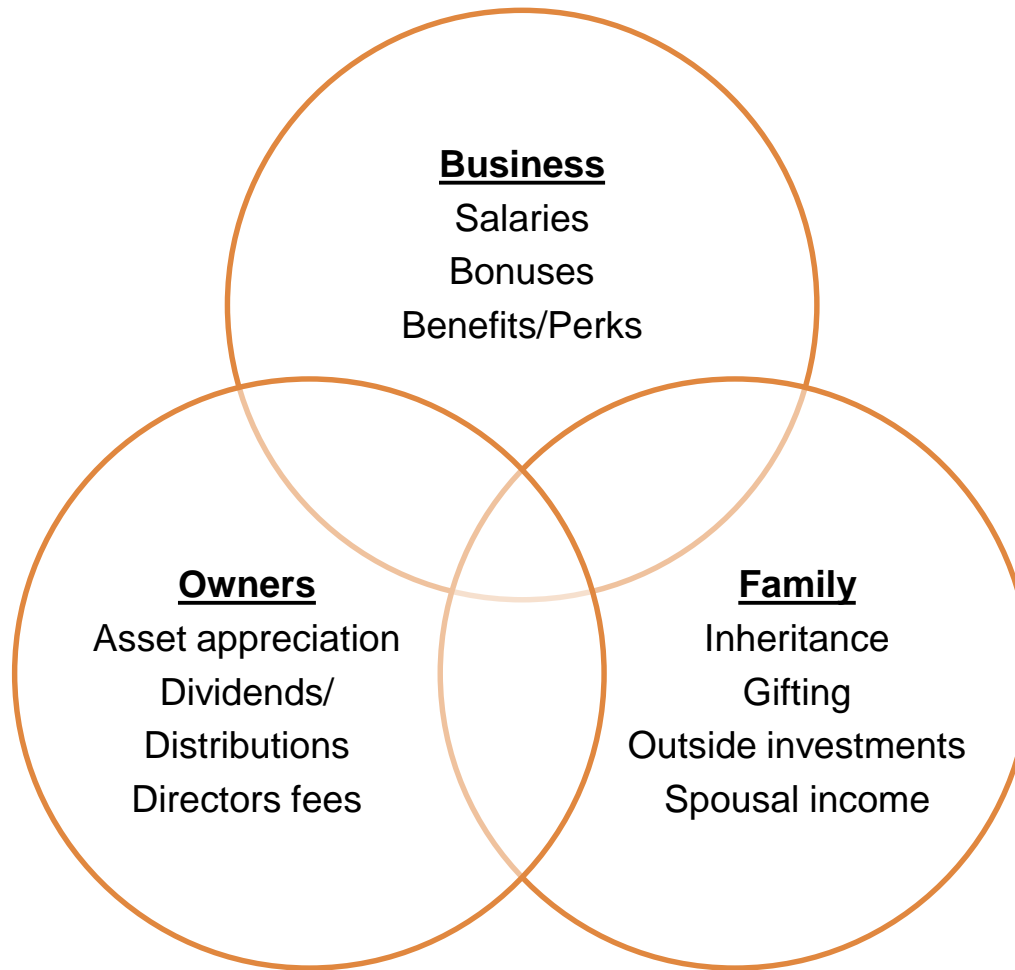 Business
Salaries
Bonuses
Benefits/Perks
Owners
Asset appreciation
Dividends/
Distributions
Directors fees
Family
Inheritance
Gifting
Outside investments
Spousal income